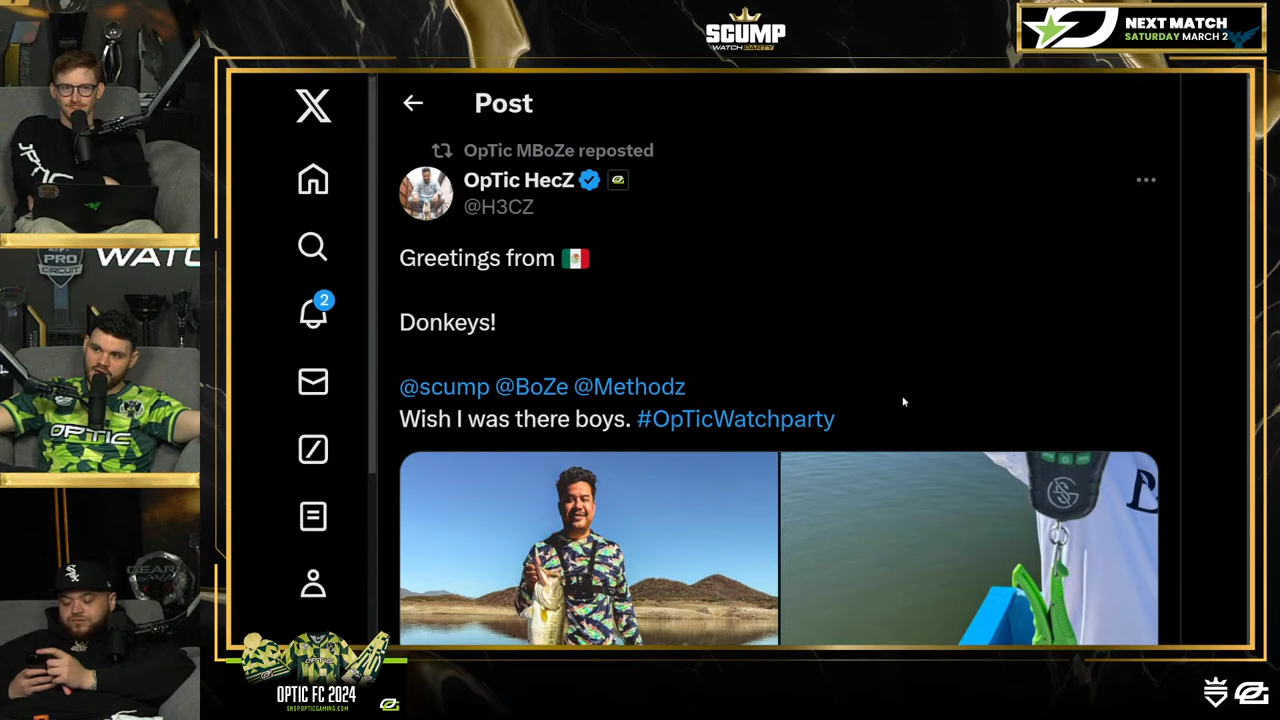 SCUMP
WATCH PARTY
NEXT MATCH
SATURDAY MARCH 2
X
Post
OpTic MBoZe reposted
OpTic HecZ
@H3CZ
Greetings from 🇲🇽
Donkeys!
@scump @BoZe @Methodz
Wish I was there boys. #OpTicWatchparty
2
PRO
CIRCUIT
WATC
OPTIC
GEARS
OPTIC FC 2024
SHOP.OPTICGAMING.COM